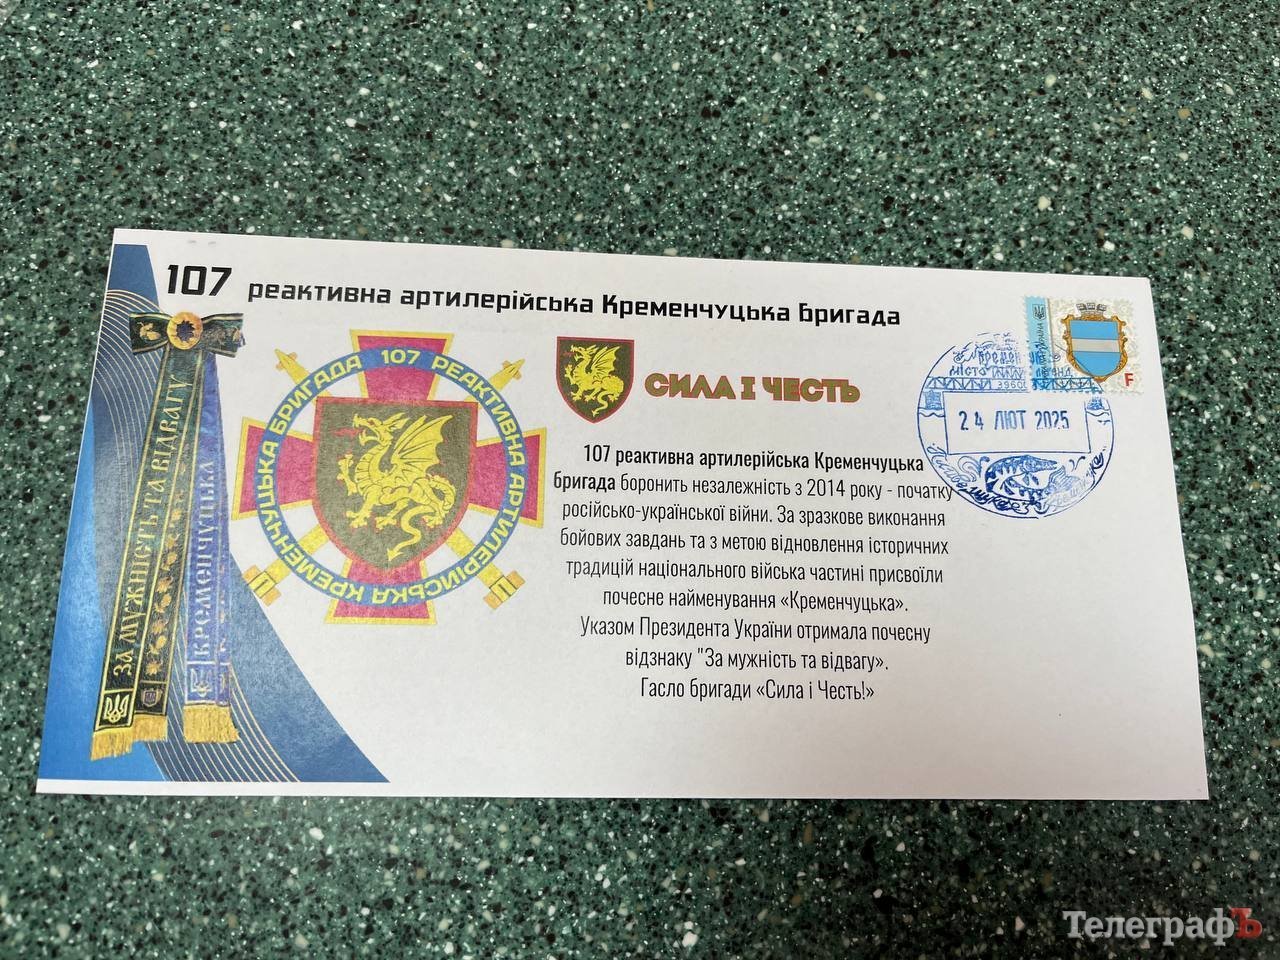 107 реактивна артилерійська Кременчуцька Бригада
ЗА МУЖНІСТЬ ТА ВІДВАГУ
КРЕМЕНЧУЦЬКА
107 РЕАКТИВНА АРТИЛЕРІЙСЬКА КРЕМЕНЧУЦЬКА БРИГАДА
СИЛА І ЧЕСТЬ
107 реактивна артилерійська Кременчуцька
бригада боронить незалежність з 2014 року - початку
російсько-української війни. За зразкове виконання
бойових завдань та з метою відновлення історичних
традицій національного війська частині присвоїли
почесне найменування «Кременчуцька».
Указом Президента України отримала почесну
відзнаку "За мужність та відвагу».
Гасло бригади «Сила і Честь!»
Україна
F
місто
24 ЛЮТ 2025
ТелеграфЪ